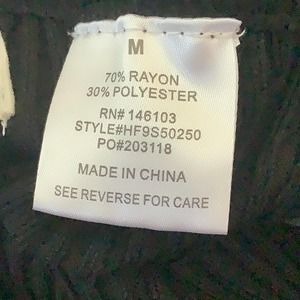 M
70% RAYON
30% POLYESTER
RN# 146103
STYLE#HF9S50250
PO#203118
MADE IN CHINA
SEE REVERSE FOR CARE